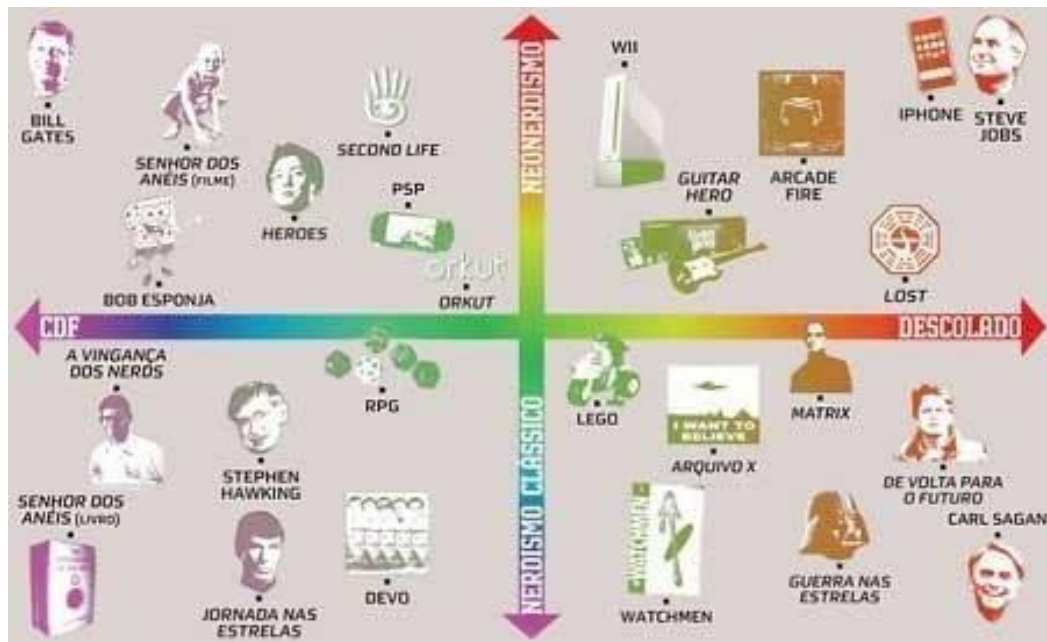 NEONERDISMO
BILL
GATES
SENHOR DOS
ANÉIS (FILME)
SECOND LIFE
HEROES
PSP
orkut
ORKUT
BOB ESPONJA
WII
GUITAR
HERO
ARCADE
FIRE
IPHONE
STEVE
JOBS
LOST
CDF
DESCOLADO
A VINGANÇA
DOS NERDS
RPG
STEPHEN
HAWKING
SENHOR DOS
ANÉIS (LIVRO)
JORNADA NAS
ESTRELAS
DEVO
NERDISMO CLÁSSICO
LEGO
I WANT TO
BELIEVE
ARQUIVO X
MATRIX
DE VOLTA PARA
O FUTURO
WATCHMEN
WATCHMEN
GUERRA NAS
ESTRELAS
CARL SAGAN